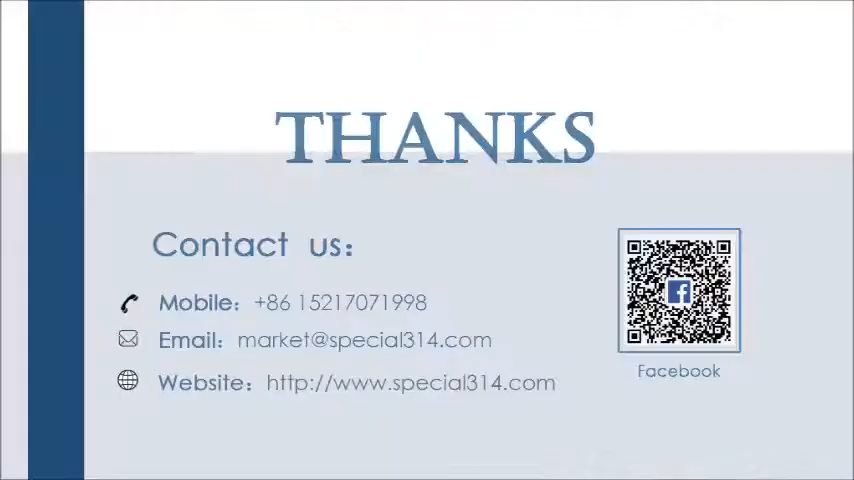 THANKS
Contact us：
Mobile：+86 15217071998
Email: market@special314.com
Website：http://www.special314.com
Facebook